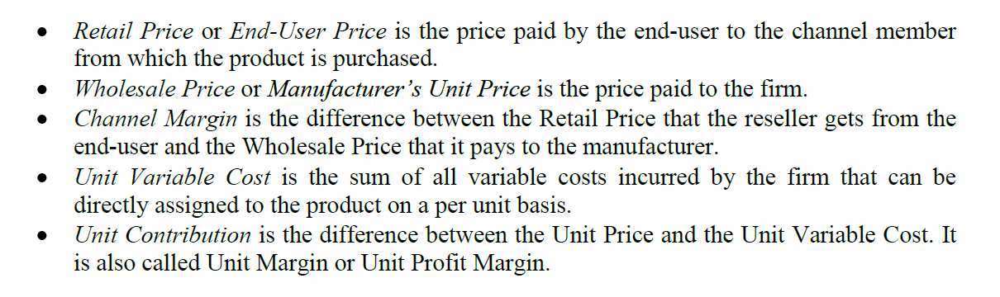 • Retail Price or End-User Price is the price paid by the end-user to the channel member
from which the product is purchased.
• Wholesale Price or Manufacturer’s Unit Price is the price paid to the firm.
• Channel Margin is the difference between the Retail Price that the reseller gets from the
end-user and the Wholesale Price that it pays to the manufacturer.
• Unit Variable Cost is the sum of all variable costs incurred by the firm that can be
directly assigned to the product on a per unit basis.
• Unit Contribution is the difference between the Unit Price and the Unit Variable Cost. It
is also called Unit Margin or Unit Profit Margin.